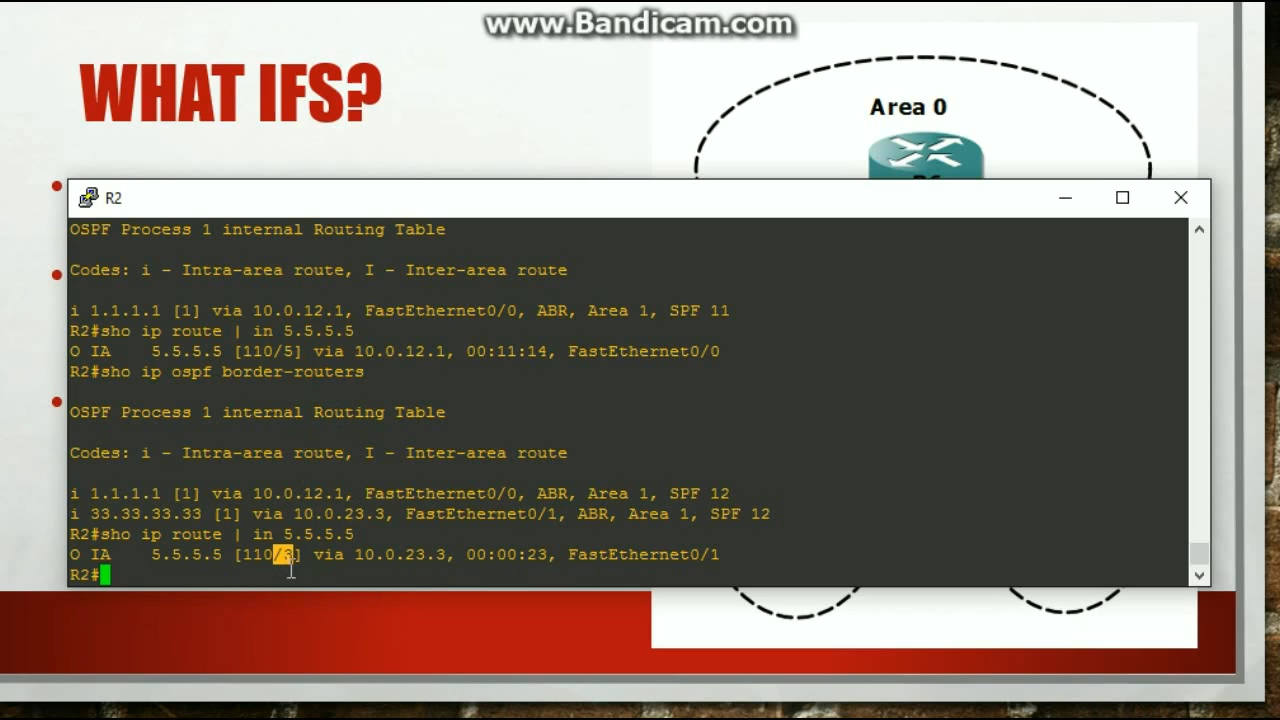 www.Bandicam.com
WHAT IFS?
Area 0
R2
OSPF Process 1 internal Routing Table
Codes: i - Intra-area route, I - Inter-area route
i 1.1.1.1 [1] via 10.0.12.1, FastEthernet0/0, ABR, Area 1, SPF 11
R2#sho ip route | in 5.5.5.5
O IA    5.5.5.5 [110/5] via 10.0.12.1, 00:11:14, FastEthernet0/0
R2#sho ip ospf border-routers
OSPF Process 1 internal Routing Table
Codes: i - Intra-area route, I - Inter-area route
i 1.1.1.1 [1] via 10.0.12.1, FastEthernet0/0, ABR, Area 1, SPF 12
i 33.33.33.33 [1] via 10.0.23.3, FastEthernet0/1, ABR, Area 1, SPF 12
R2#sho ip route | in 5.5.5.5
O IA    5.5.5.5 [110/3] via 10.0.23.3, 00:00:23, FastEthernet0/1
R2#